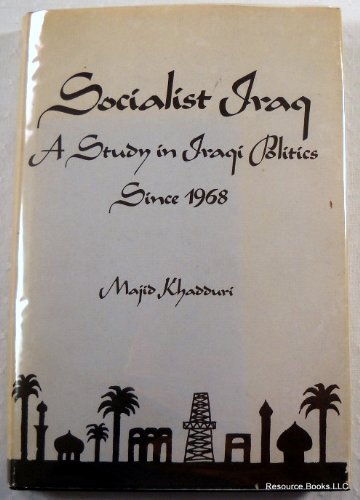 Socialist Iraq
A Study in Iraqi Politics
Since 1968
Majid Khadduri
Resource Books LLC